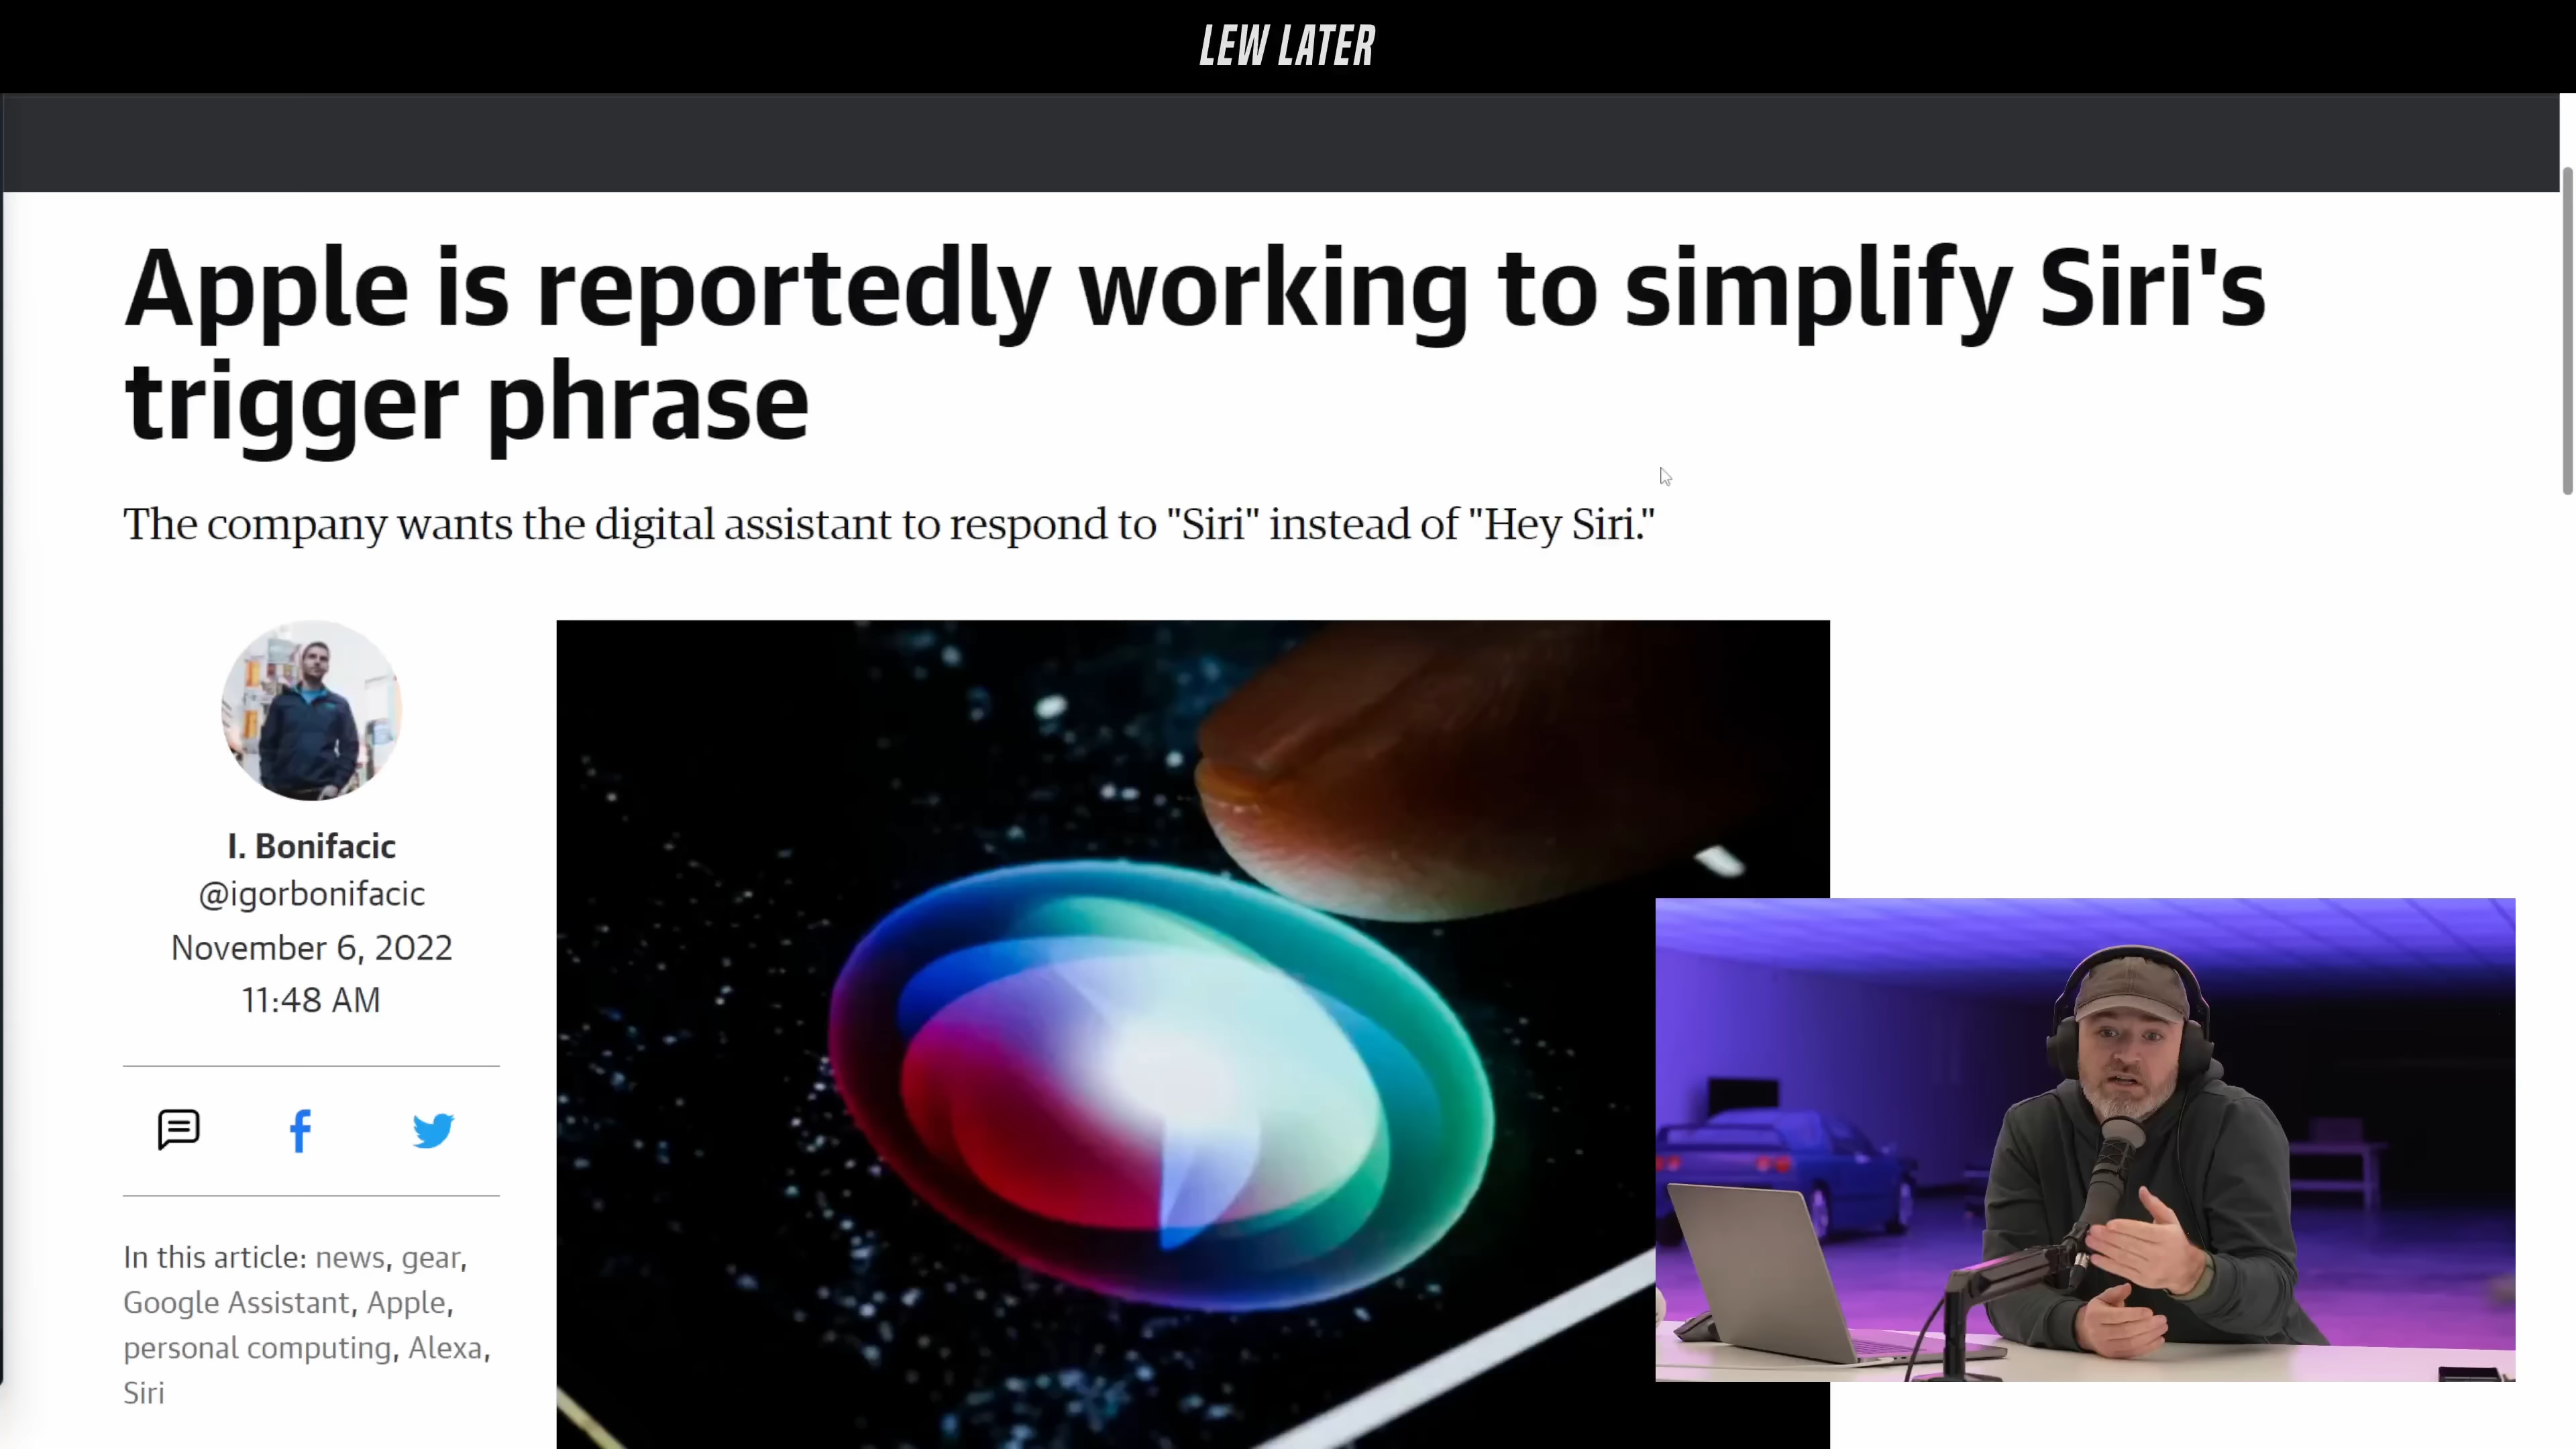 LEW LATER
Apple is reportedly working to simplify Siri's
trigger phrase
The company wants the digital assistant to respond to "Siri" instead of "Hey Siri."
I. Bonifacic
@igorbonifacic
November 6, 2022
11:48 AM
In this article: news, gear,
Google Assistant, Apple,
personal computing, Alexa,
Siri